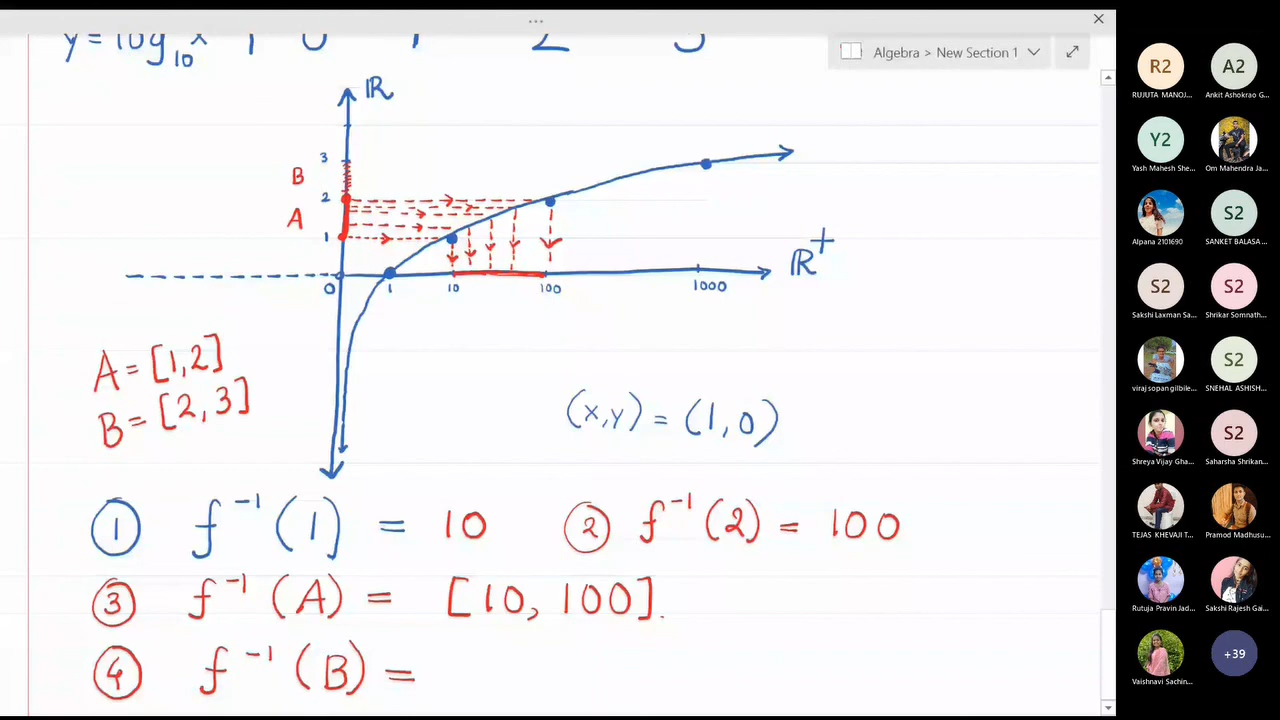 y = log₁₀ x
Algebra > New Section 1
ℝ
3
B
2
A
1
0 1 10 100 1000
ℝ⁺
A = [1,2]
B = [2,3]
(x,y) = (1,0)
① f⁻¹(1) = 10 ② f⁻¹(2) = 100
③ f⁻¹(A) = [10, 100].
④ f⁻¹(B) =
R2 A2
RUJUTA MANOJ... Ankit Ashokrao G...
Y2
Yash Mahesh She... Om Mahendra Ja...
S2
Alpana 2101690 SANKET BALASA...
S2 S2
Sakshi Laxman Sa... Shrikar Somnath...
S2
viraj sopan gilbile... SNEHAL ASHISH...
S2
Shreya Vijay Gha... Saharsha Shrikan...
TEJAS KHEVAJI T... Pramod Madhusu...
Rutuja Pravin Jad... Sakshi Rajesh Gai...
+39
Vaishnavi Sachin...